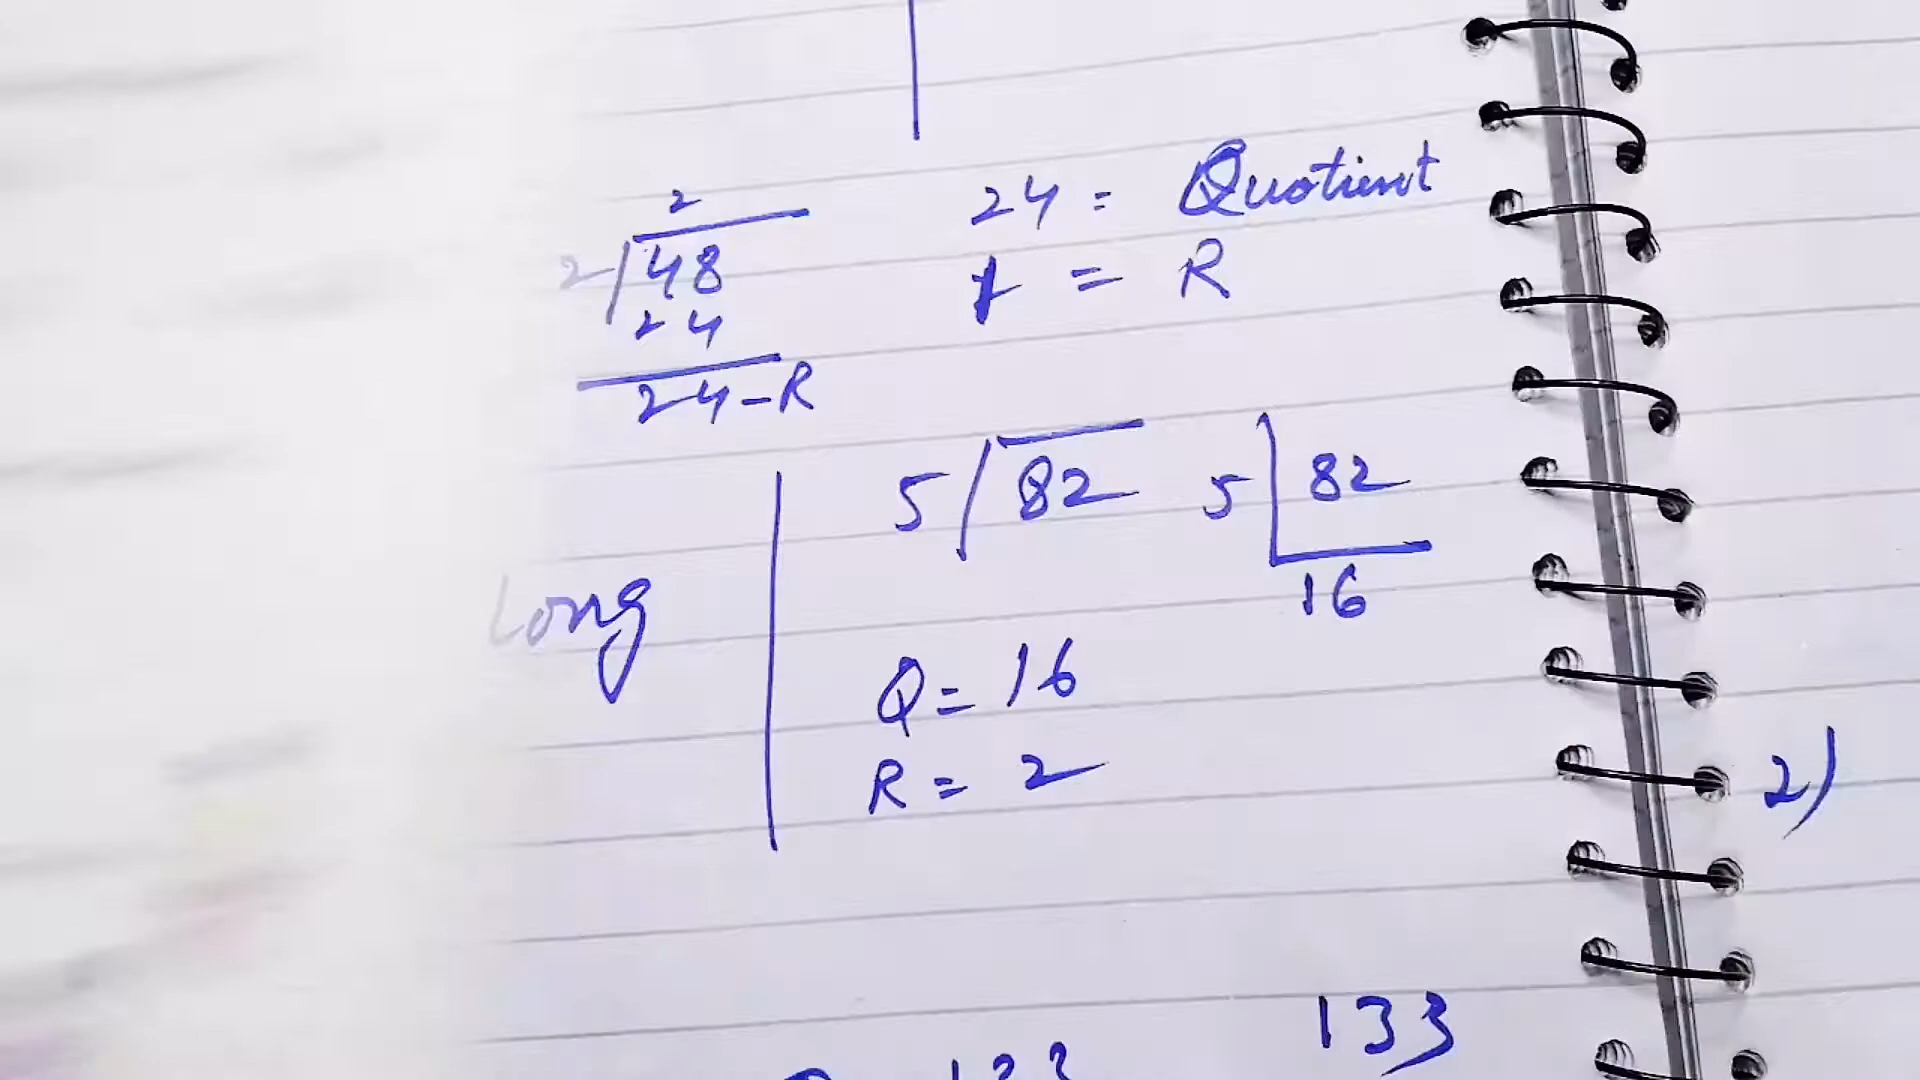 2
2 48
24
24-R
24 = Quotient
= R
Long
5 82
5 82
16
Q = 16
R = 2
2)
133